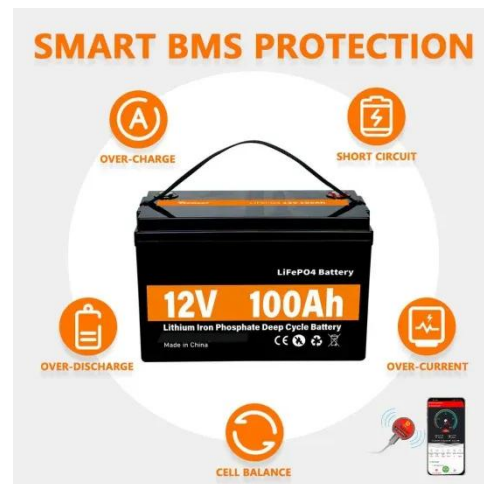 SMART BMS PROTECTION
A
OVER-CHARGE
SHORT CIRCUIT
LiFePO4 Battery
12V 100Ah
Lithium Iron Phosphate Deep Cycle Battery
Made in China
CE
OVER-DISCHARGE
OVER-CURRENT
CELL BALANCE